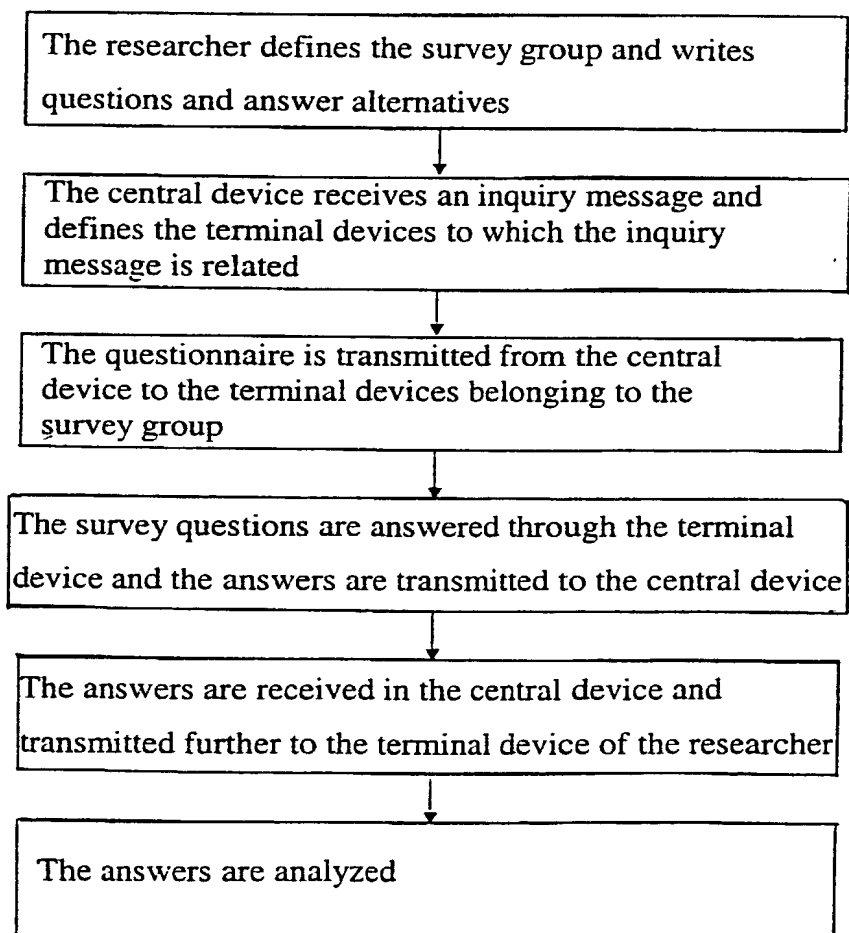 The researcher defines the survey group and writes
questions and answer alternatives
The central device receives an inquiry message and
defines the terminal devices to which the inquiry
message is related
The questionnaire is transmitted from the central
device to the terminal devices belonging to the
survey group
The survey questions are answered through the terminal
device and the answers are transmitted to the central device
The answers are received in the central device and
transmitted further to the terminal device of the researcher
The answers are analyzed